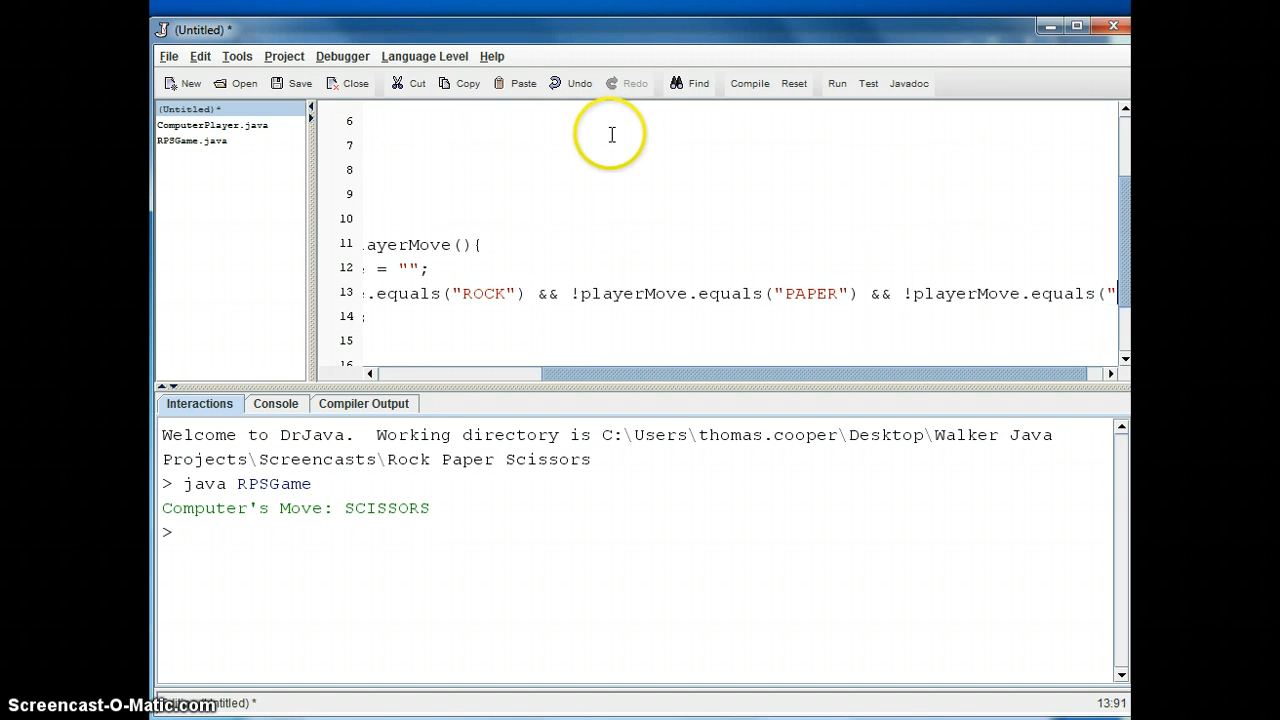 (Untitled) *
File Edit Tools Project Debugger Language Level Help
New Open Save Close Cut Copy Paste Undo Redo Find Compile Reset Run Test Javadoc
(Untitled) *
ComputerPlayer.java
RPSGame.java
6
7
8
9
10
11 ayerMove(){
12 = "";
13 .equals("ROCK") && !playerMove.equals("PAPER") && !playerMove.equals("
14 ;
15
16
Interactions Console Compiler Output
Welcome to DrJava. Working directory is C:\Users\thomas.cooper\Desktop\Walker Java
Projects\Screencasts\Rock Paper Scissors
> java RPSGame
Computer's Move: SCISSORS
>
Screencast-O-Matic.com
13:91